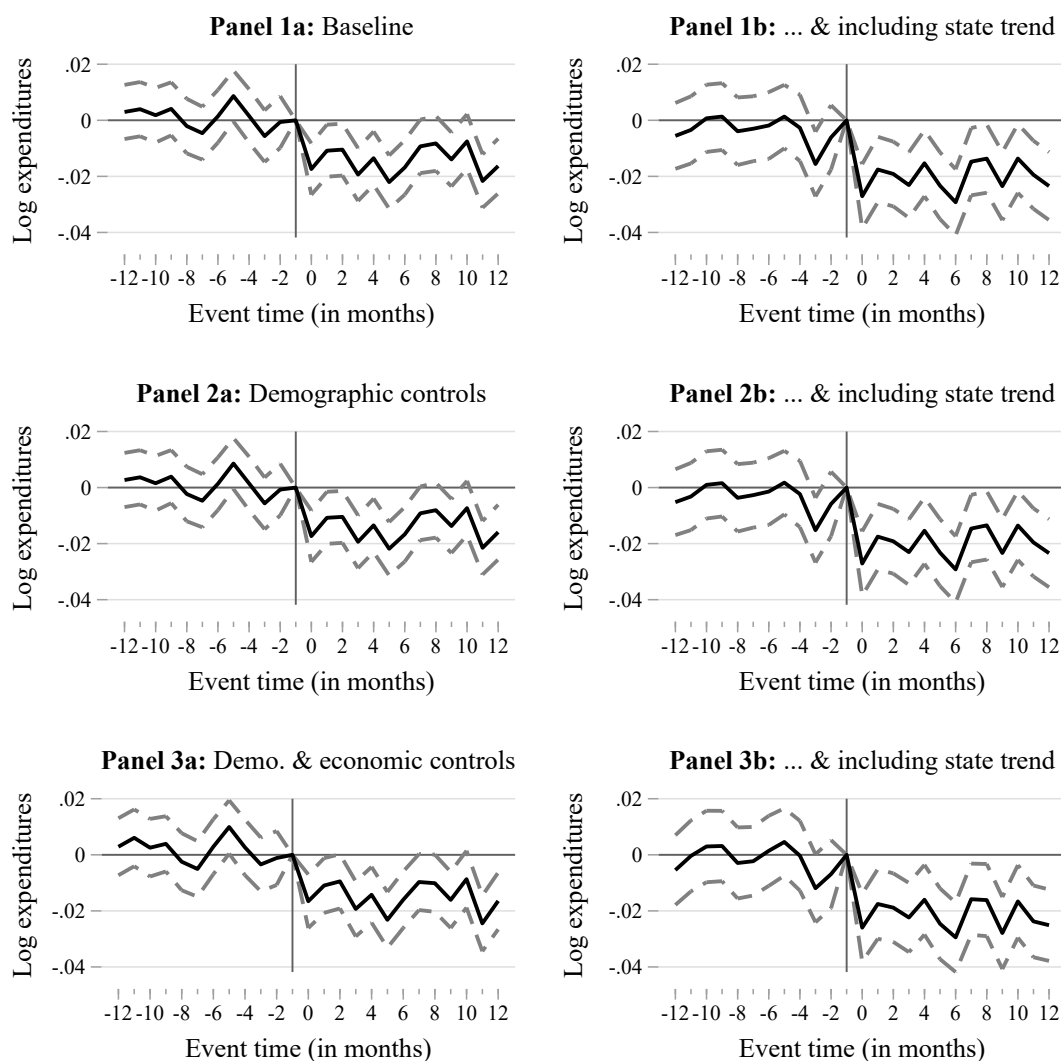 Panel 1a: Baseline
Log expenditures
.02
0
-.02
-.04
-12 -10 -8 -6 -4 -2 0 2 4 6 8 10 12
Event time (in months)
Panel 1b: ... & including state trend
Log expenditures
.02
0
-.02
-.04
-12 -10 -8 -6 -4 -2 0 2 4 6 8 10 12
Event time (in months)
Panel 2a: Demographic controls
Log expenditures
.02
0
-.02
-.04
-12 -10 -8 -6 -4 -2 0 2 4 6 8 10 12
Event time (in months)
Panel 2b: ... & including state trend
Log expenditures
.02
0
-.02
-.04
-12 -10 -8 -6 -4 -2 0 2 4 6 8 10 12
Event time (in months)
Panel 3a: Demo. & economic controls
Log expenditures
.02
0
-.02
-.04
-12 -10 -8 -6 -4 -2 0 2 4 6 8 10 12
Event time (in months)
Panel 3b: ... & including state trend
Log expenditures
.02
0
-.02
-.04
-12 -10 -8 -6 -4 -2 0 2 4 6 8 10 12
Event time (in months)